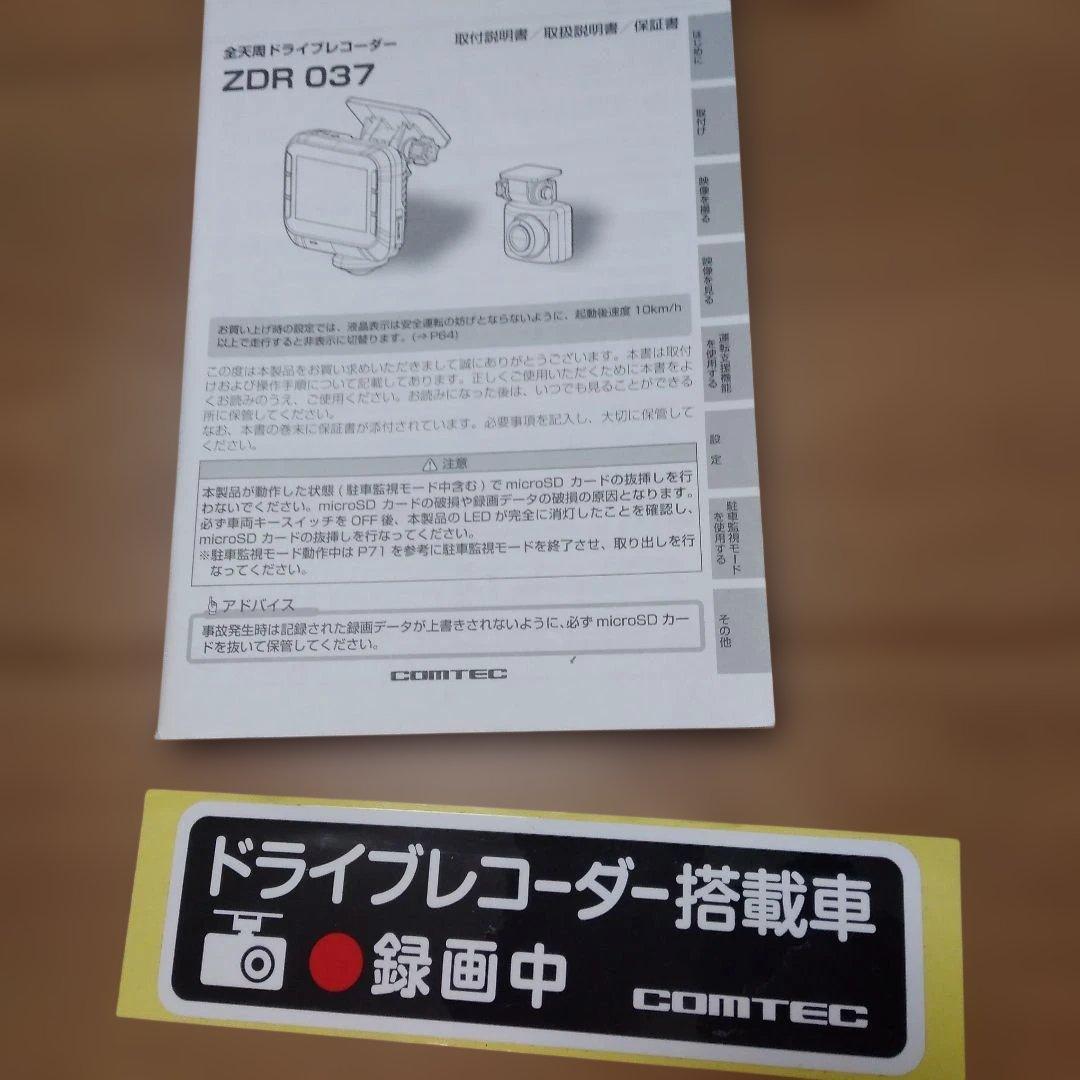 全天周ドライブレコーダー
取付説明書／取扱説明書／保証書
ZDR 037
お買い上げ時の設定では、液晶表示は安全運転の妨げとならないように、起動後速度 10km/h
以上で走行すると非表示に切替ります。(⇒P64)
この度は本製品をお買い求めいただきまして誠にありがとうございます。本書は取付
けおよび操作手順について記載してあります。正しくご使用いただくために本書をよ
くお読みのうえ、ご使用ください。お読みになった後は、いつでも見ることができる
所に保管してください。
なお、本書の巻末に保証書が添付されています。必要事項を記入し、大切に保管して
ください。
⚠ 注意
本製品が動作した状態 ( 駐車監視モード中含む ) で microSD カードの抜挿しを行
わないでください。microSD カードの破損や録画データの破損の原因となります。
必ず車両キースイッチを OFF 後、本製品の LED が完全に消灯したことを確認し、
microSD カードの抜挿しを行なってください。
※駐車監視モード動作中は P71 を参考に駐車監視モードを終了させ、取り出しを行
なってください。
アドバイス
事故発生時は記録された録画データが上書きされないように、必ず microSD カー
ドを抜いて保管してください。
COMTEC
はじめに
取付け
映像を撮る
映像を見る
運転支援機能
を使用する
設 定
駐車監視モード
を使用する
その他
ドライブレコーダー搭載車
録画中
COMTEC